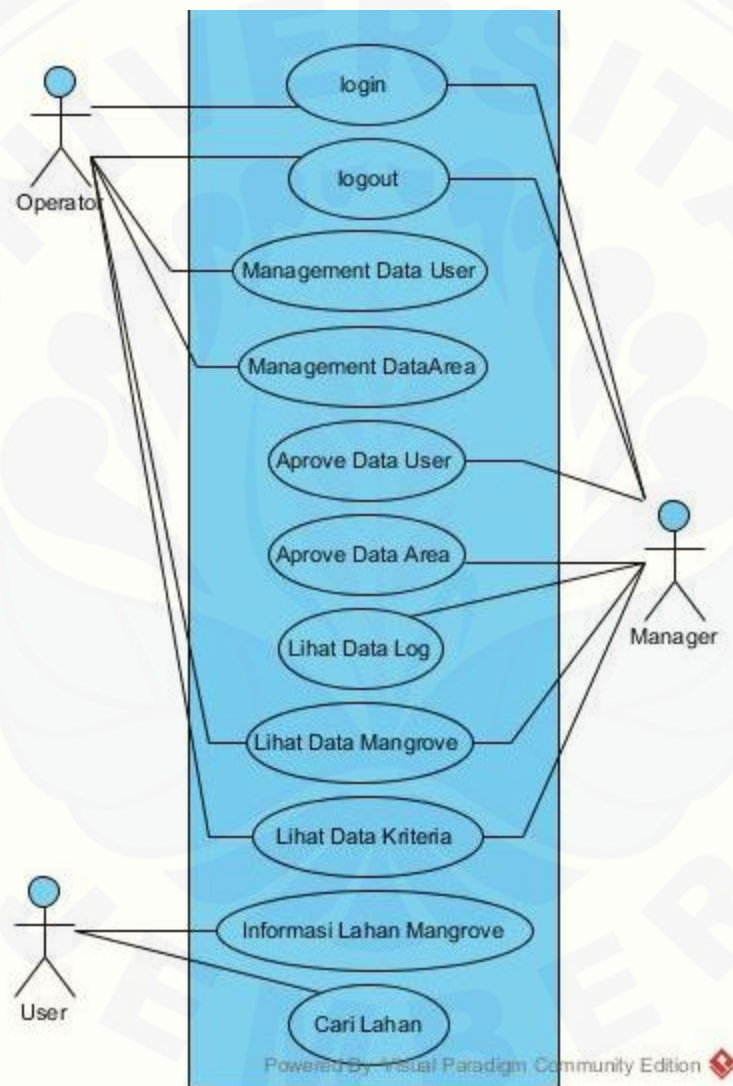 login
logout
Operator
Management Data User
Management DataArea
Aprove Data User
Aprove Data Area
Manager
Lihat Data Log
Lihat Data Mangrove
Lihat Data Kriteria
Informasi Lahan Mangrove
User
Cari Lahan
Powered By Visual Paradigm Community Edition